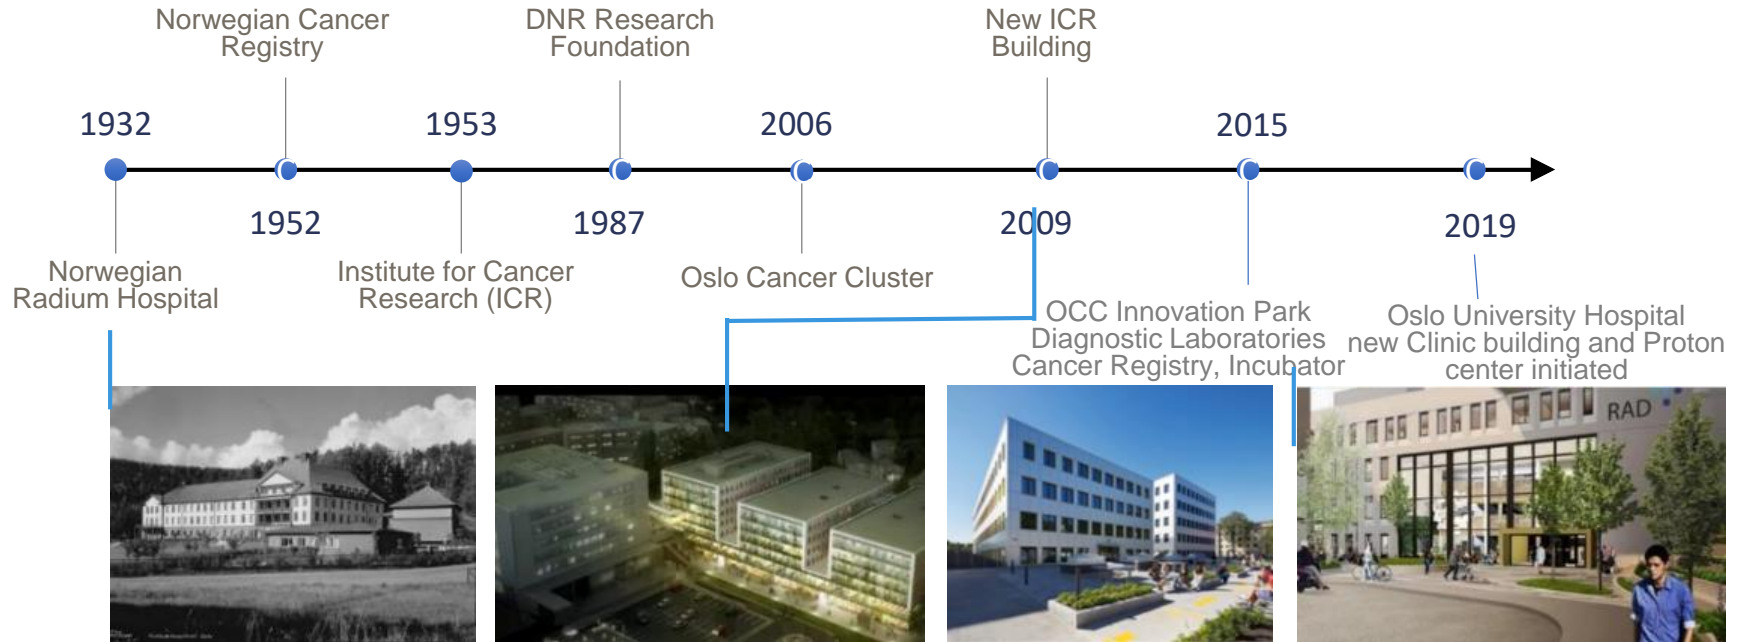 Norwegian Cancer
Registry
DNR Research
Foundation
New ICR
Building
1932
1953
2006
2015
1952
1987
2009
2019
Norwegian
Radium Hospital
Institute for Cancer
Research (ICR)
Oslo Cancer Cluster
OCC Innovation Park
Diagnostic Laboratories
Cancer Registry, Incubator
Oslo University Hospital
new Clinic building and Proton
center initiated
RAD